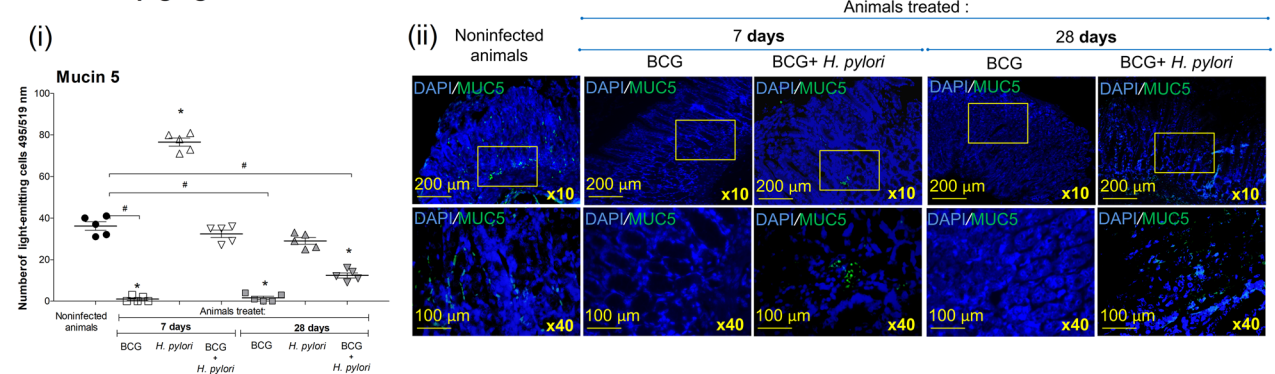 Animals treated :
(i)
(ii)
Noninfected
animals
7 days
28 days
BCG
BCG+ H. pylori
BCG
BCG+ H. pylori
Mucin 5
Numberof light-emitting cells 495/519 nm
100
80
60
40
20
0
*
#
#
#
*
*
*
Noninfected
animals
Animals treatet:
7 days
28 days
BCG
H. pylori
BCG
+
H. pylori
BCG
H. pylori
BCG
+
H. pylori
DAPI/MUC5
200 µm
x10
DAPI/MUC5
200 µm
x10
DAPI/MUC5
200 µm
x10
DAPI/MUC5
200 µm
x10
DAPI/MUC5
200 µm
x10
DAPI/MUC5
100 µm
x40
DAPI/MUC5
100 µm
x40
DAPI/MUC5
100 µm
x40
DAPI/MUC5
100 µm
x40
DAPI/MUC5
100 µm
x40